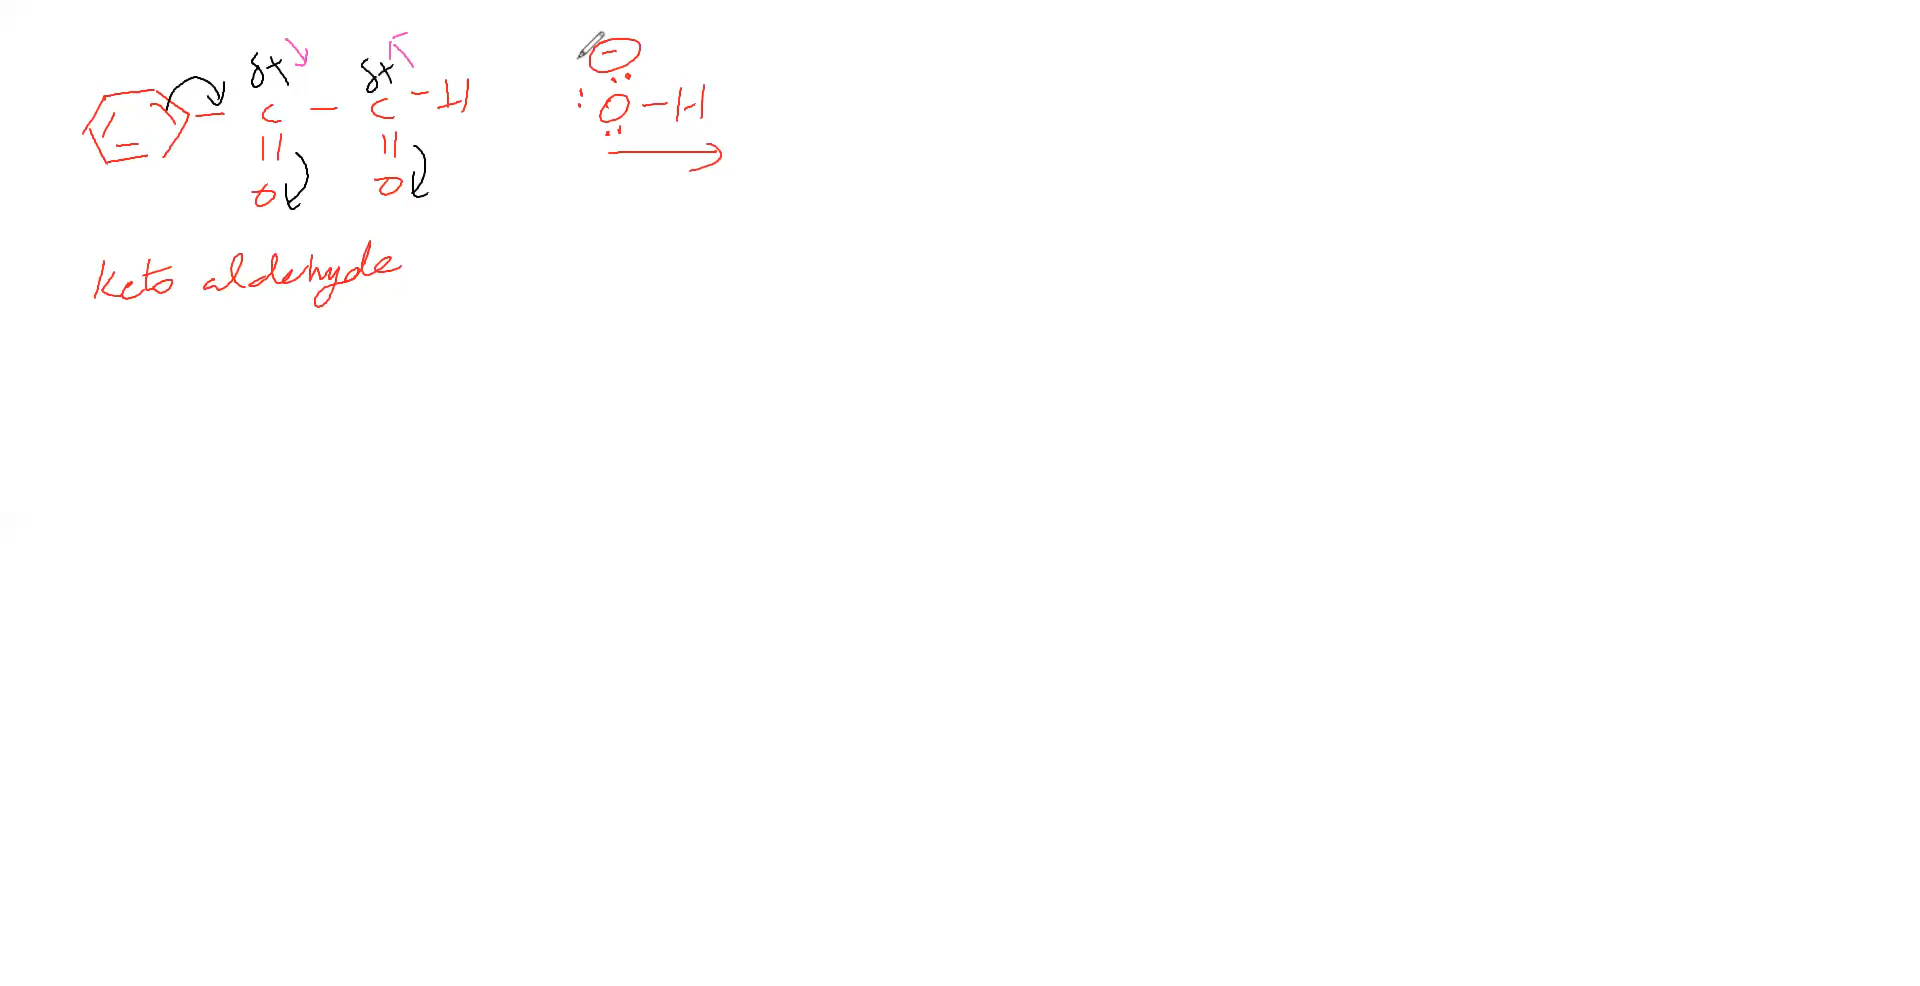 δ+ δ+ ⊖
C – C – H :Ö – H
|| ||
O O
Keto aldehyde